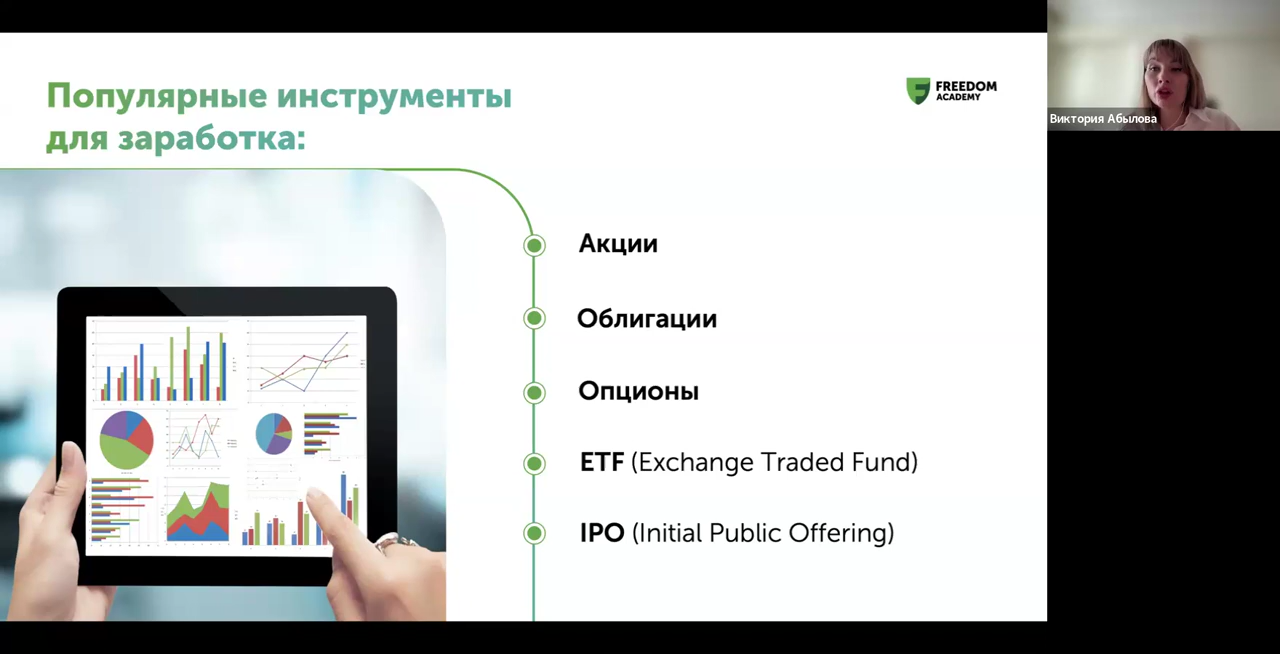 Популярные инструменты
для заработка:
FREEDOM
ACADEMY
Виктория Абылова
Акции
Облигации
Опционы
ETF (Exchange Traded Fund)
IPO (Initial Public Offering)